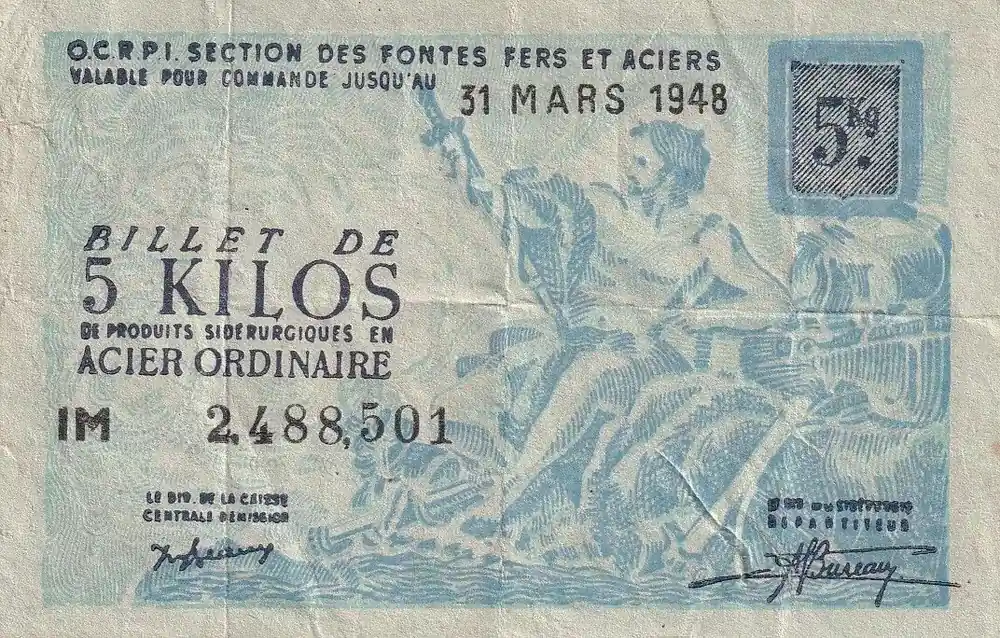 O.C.R.P.I. SECTION DES FONTES FERS ET ACIERS
VALABLE POUR COMMANDE JUSQU'AU
31 MARS 1948
5 Kg.
BILLET DE
5 KILOS
DE PRODUITS SIDERURGIQUES EN
ACIER ORDINAIRE
IM 2,488,501
LE DIR. DE LA CAISSE
CENTRALE D'EMISSION
REPARTITEUR